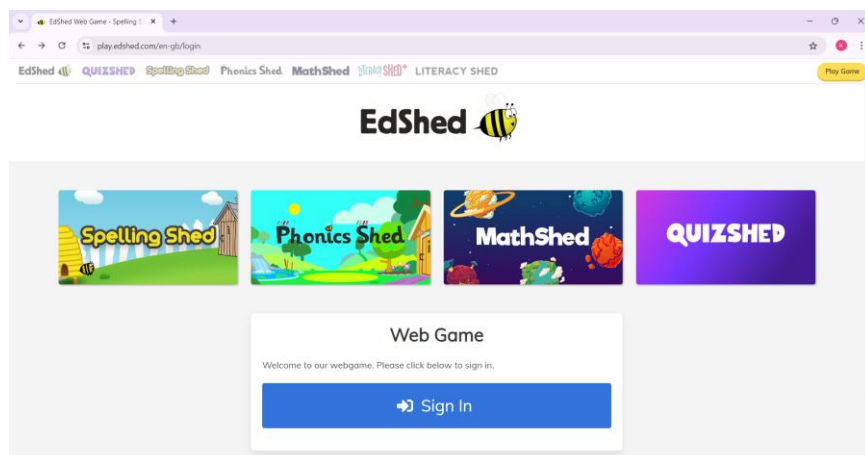 EdShed Web Game - Spelling S
play.edshed.com/en-gb/login
EdShed QUIZSHED Spelling Shed Phonics Shed MathShed LiteracySHED+ LITERACY SHED Play Game
EdShed
Spelling Shed Phonics Shed MathShed QUIZSHED
Web Game
Welcome to our webgame. Please click below to sign in.
Sign In